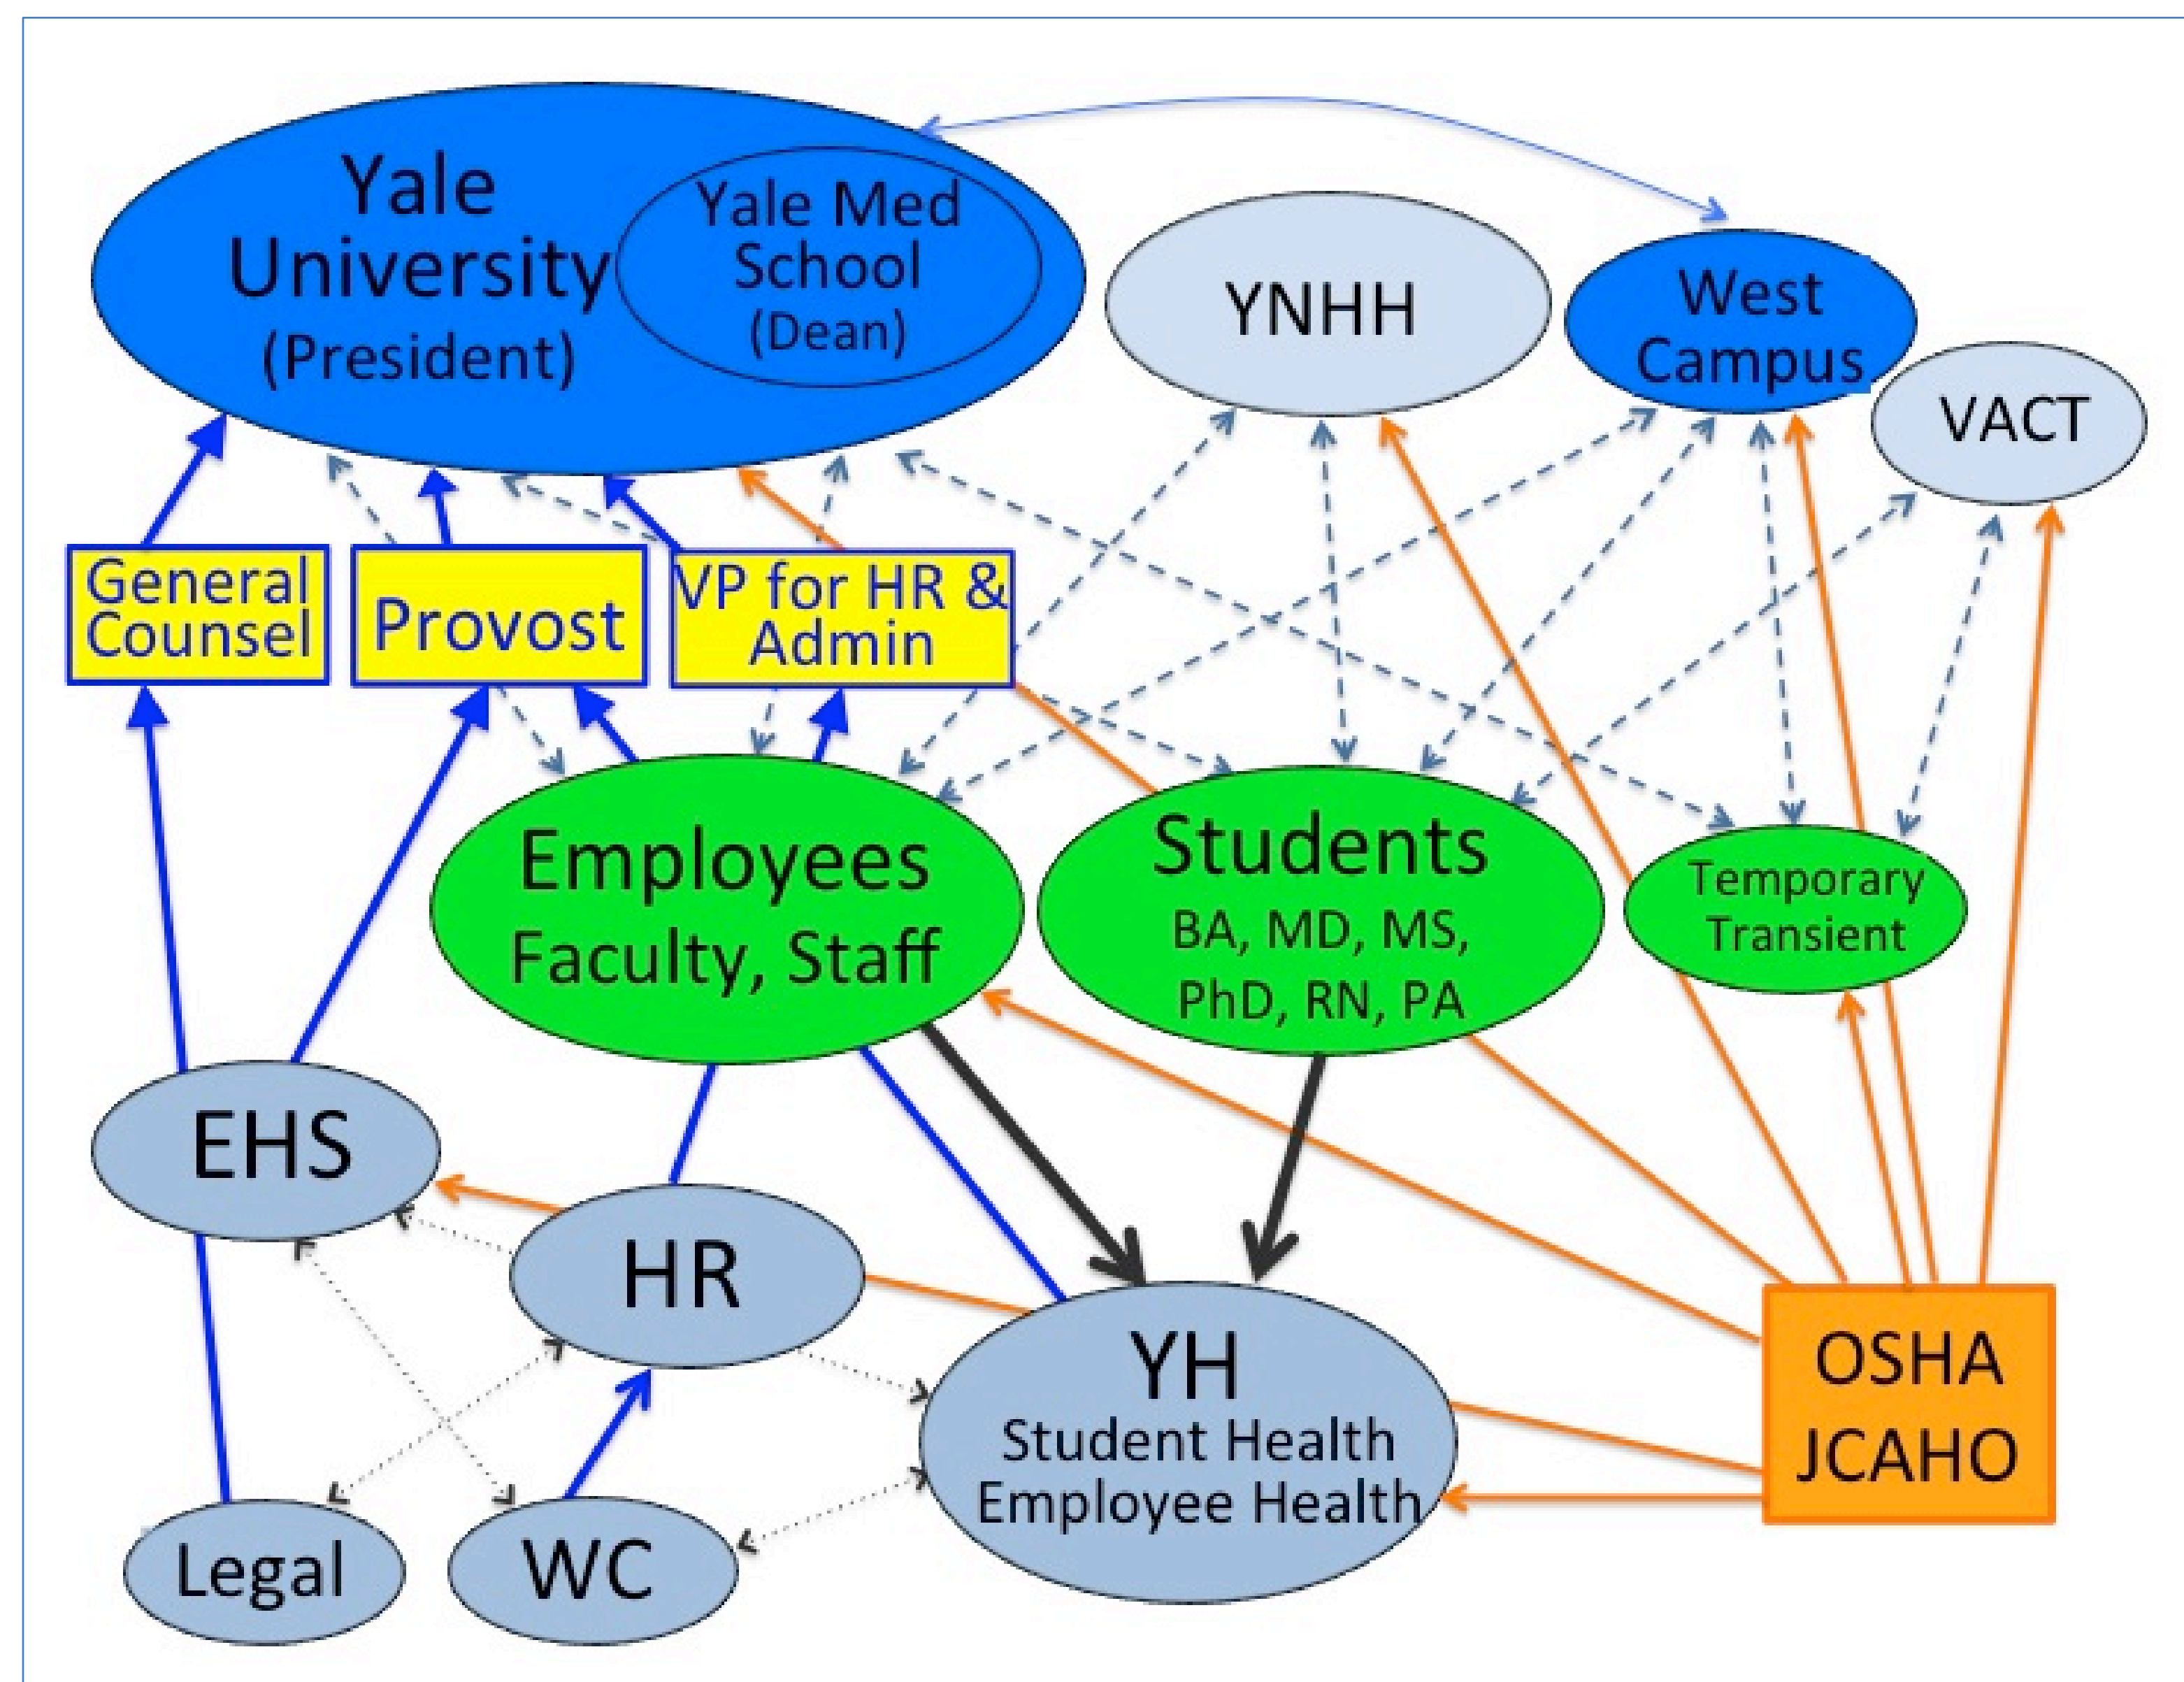 Yale
University
(President)
Yale Med
School
(Dean)
YNHH
West
Campus
VACT
General
Counsel
Provost
VP for HR &
Admin
Employees
Faculty, Staff
Students
BA, MD, MS,
PhD, RN, PA
Temporary
Transient
EHS
HR
YH
Student Health
Employee Health
OSHA
JCAHO
Legal
WC